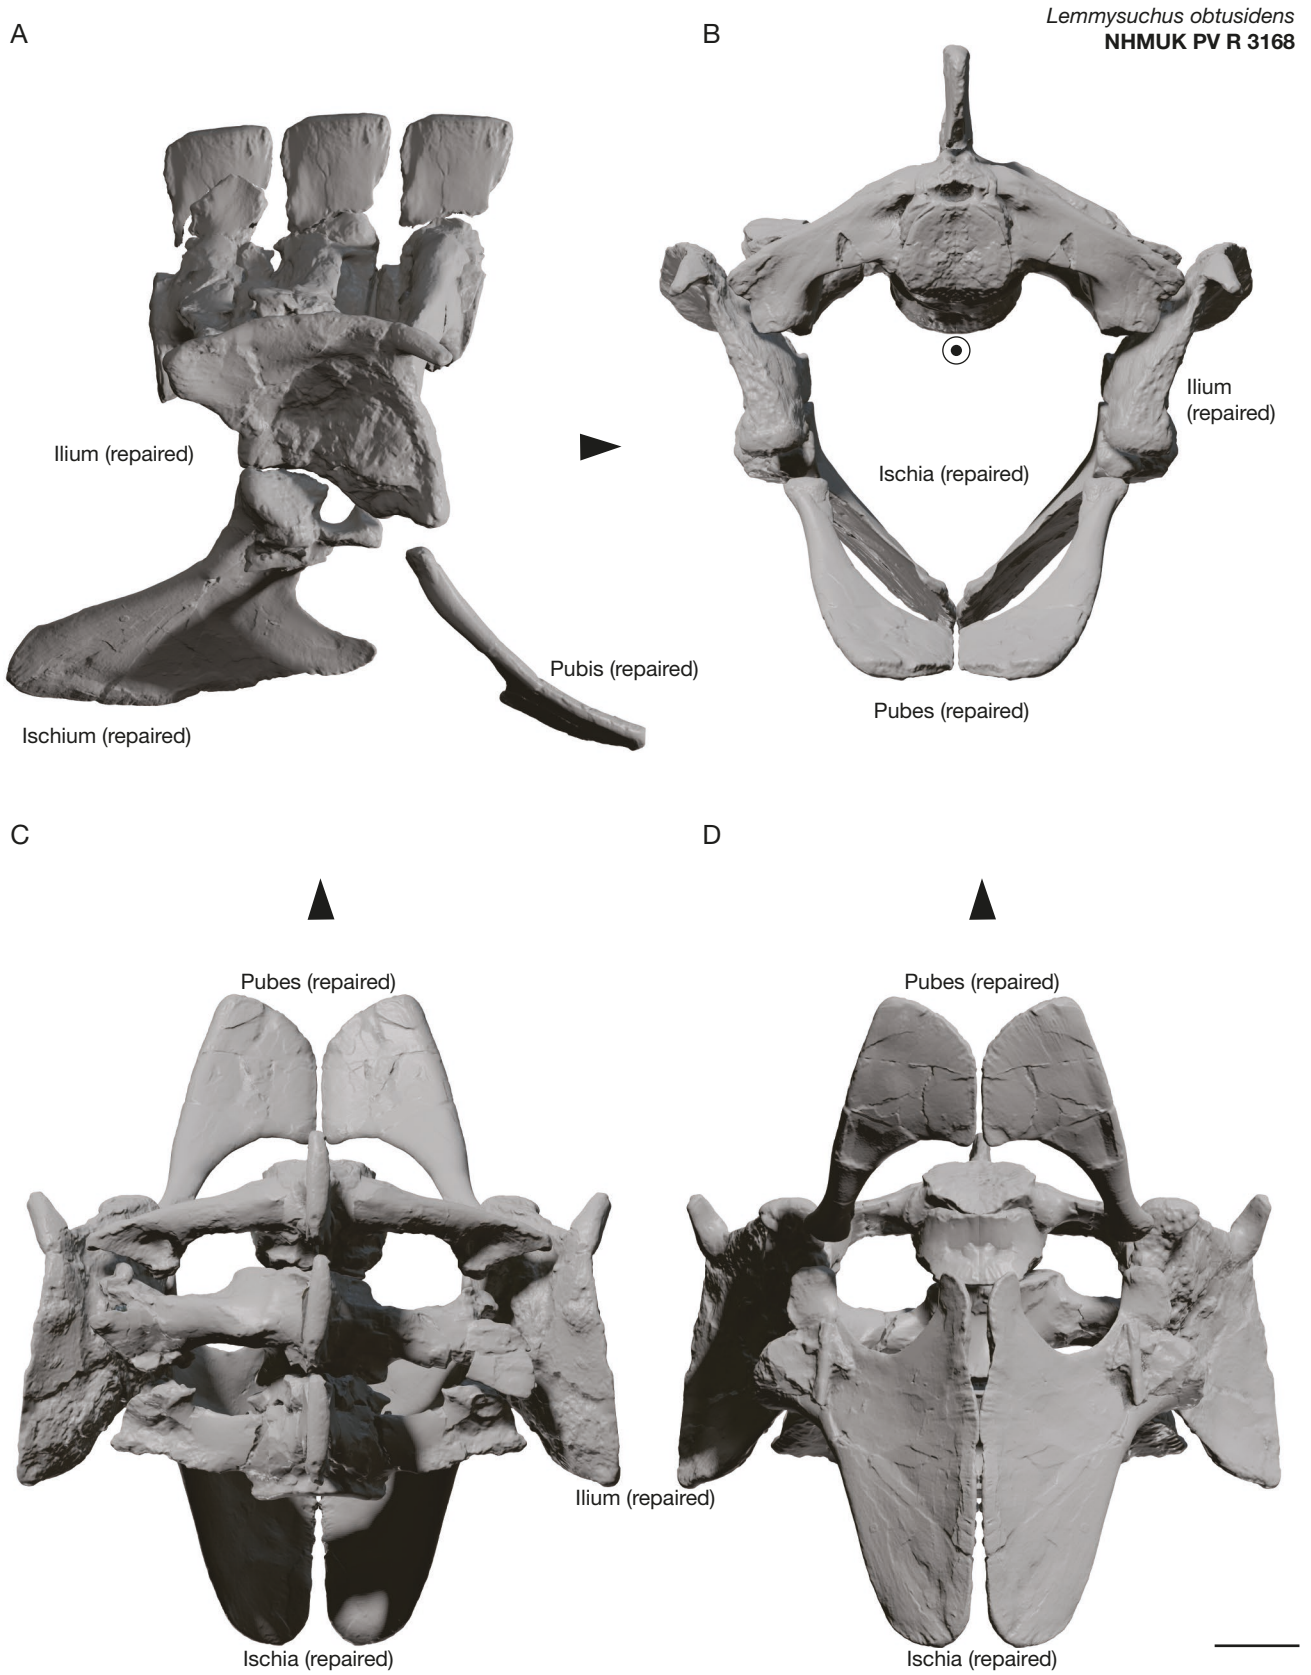 A
B
Lemmysuchus obtusidens
NHMUK PV R 3168
Ilium (repaired)
Ilium
(repaired)
Ischia (repaired)
Pubis (repaired)
Pubes (repaired)
Ischium (repaired)
C
D
Pubes (repaired)
Pubes (repaired)
Ilium (repaired)
Ischia (repaired)
Ischia (repaired)